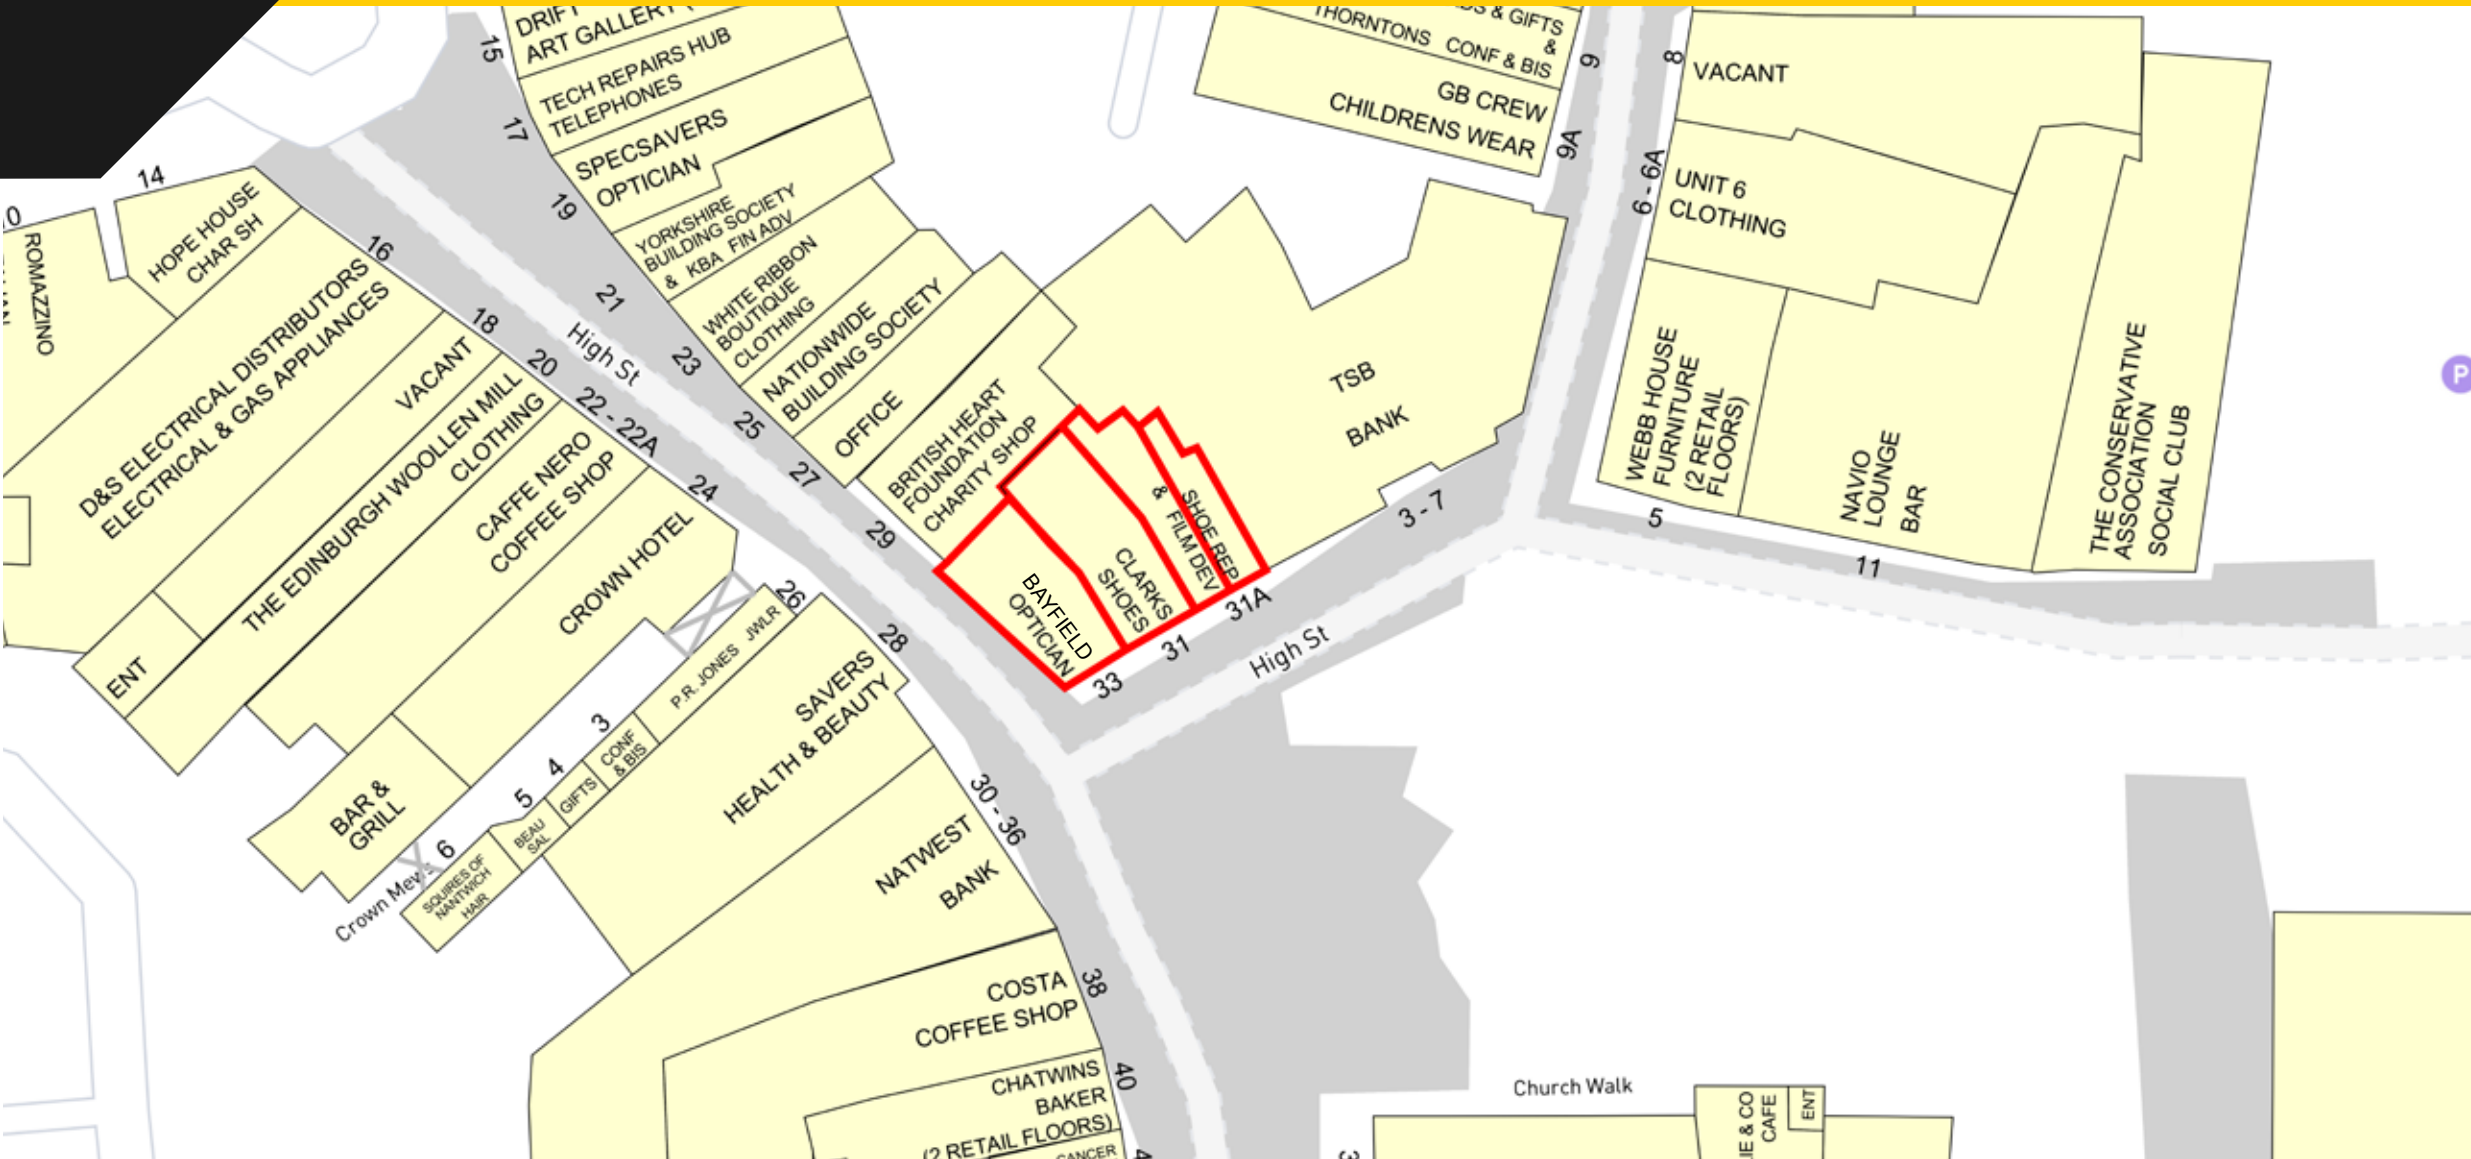 DRIFT
ART GALLERY
15
TECH REPAIRS HUB
TELEPHONES
17
SPECSAVERS
OPTICIAN
19
YORKSHIRE
BUILDING SOCIETY
& KBA FIN ADV
21
WHITE RIBBON
BOUTIQUE
CLOTHING
23
NATIONWIDE
BUILDING SOCIETY
25
OFFICE
27
BRITISH HEART
FOUNDATION
CHARITY SHOP
29
BAYFIELD
OPTICIAN
33
CLARKS
SHOES
31
SHOE REP
& FILM DEV
31A
TSB
BANK
3 - 7
& GIFTS
&
THORNTONS CONF & BIS
9
GB CREW
CHILDRENS WEAR
9A
8
VACANT
6 - 6A
UNIT 6
CLOTHING
WEBB HOUSE
FURNITURE
(2 RETAIL
FLOORS)
5
NAVIO
LOUNGE
BAR
11
THE CONSERVATIVE
ASSOCIATION
SOCIAL CLUB
P
High St
High St
14
HOPE HOUSE
CHAR SH
0
ROMAZZINO
16
D&S ELECTRICAL DISTRIBUTORS
ELECTRICAL & GAS APPLIANCES
18
VACANT
20
THE EDINBURGH WOOLLEN MILL
CLOTHING
ENT
22 - 22A
CAFFE NERO
COFFEE SHOP
24
CROWN HOTEL
BAR &
GRILL
26
P.R. JONES JWLR
3
CONF
& BIS
4
GIFTS
5
BEAU
SAL
6
SQUIRES OF
NANTWICH
HAIR
Crown Mews
28
SAVERS
HEALTH & BEAUTY
30 - 36
NATWEST
BANK
38
COSTA
COFFEE SHOP
40
CHATWINS
BAKER
(2 RETAIL FLOORS)
CANCER
4
Church Walk
3
IE & CO
CAFE
ENT